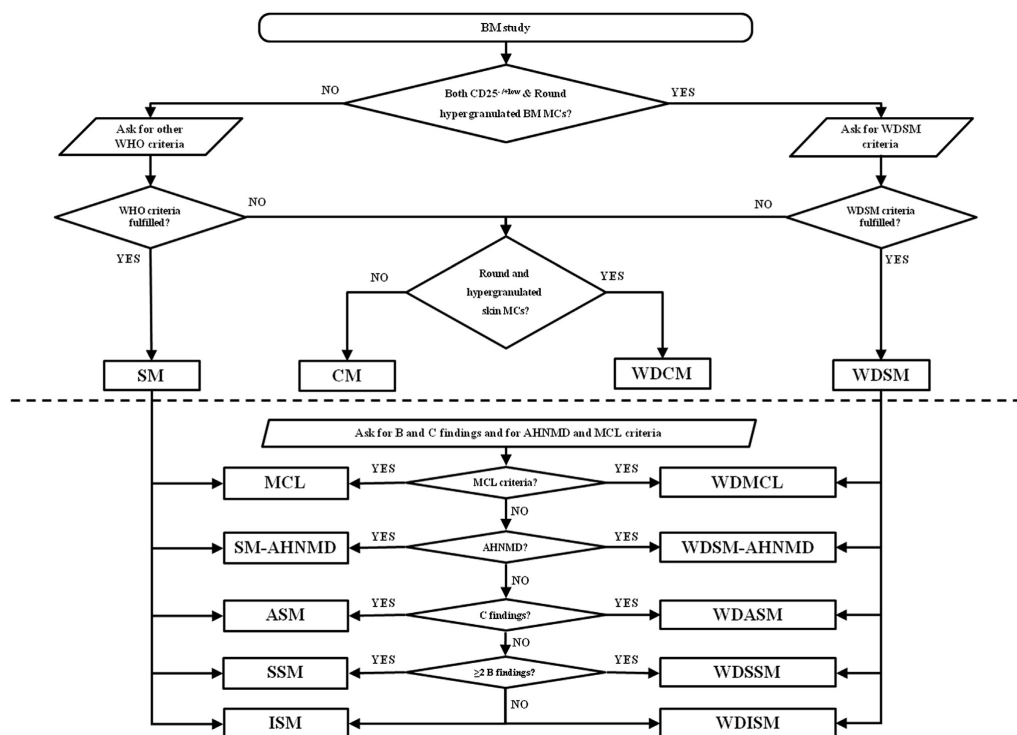 BM study
NO
Both CD25-/+low & Round
hypergranulated BM MCs?
YES
Ask for other
WHO criteria
Ask for WDSM
criteria
WHO criteria
fulfilled?
NO
NO
WDSM criteria
fulfilled?
YES
NO
Round and
hypergranulated
skin MCs?
YES
YES
SM
CM
WDCM
WDSM
Ask for B and C findings and for AHNMD and MCL criteria
MCL
YES
MCL criteria?
YES
WDMCL
NO
SM-AHNMD
YES
AHNMD?
YES
WDSM-AHNMD
NO
ASM
YES
C findings?
YES
WDASM
NO
SSM
YES
≥2 B findings?
YES
WDSSM
NO
ISM
WDISM